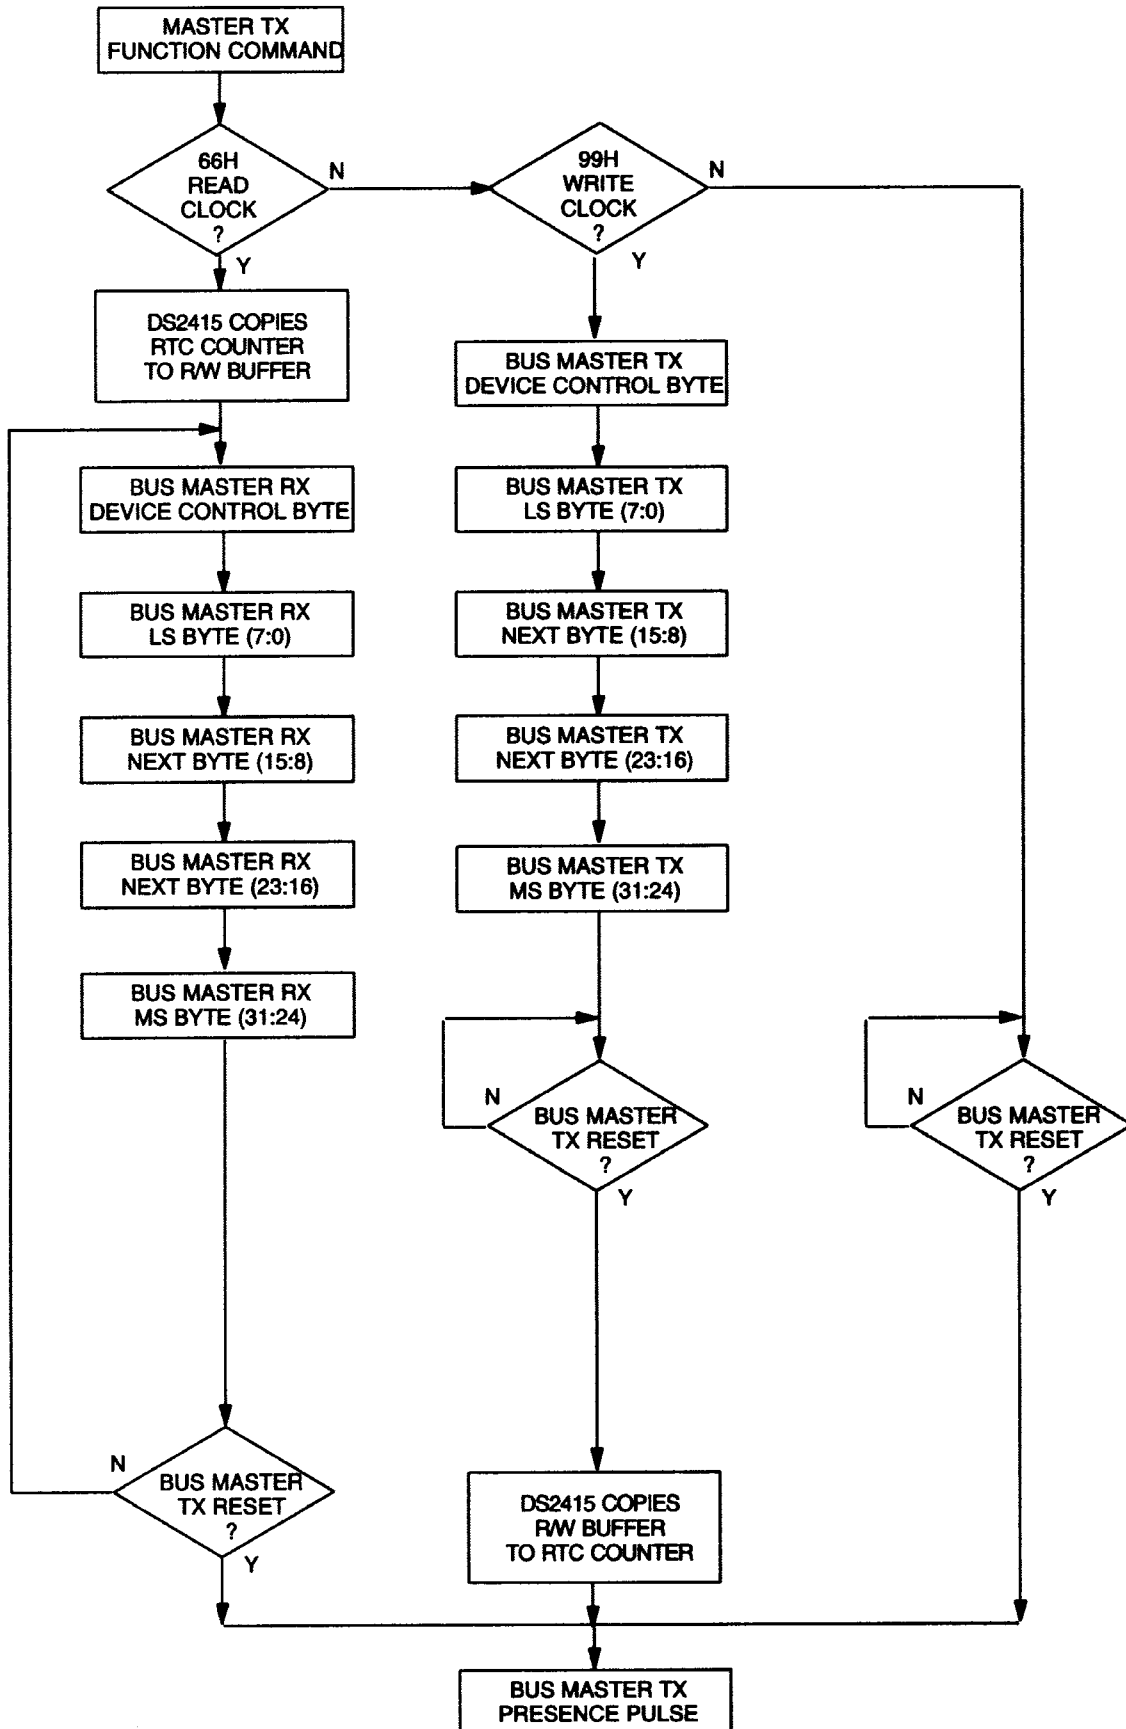 MASTER TX
FUNCTION COMMAND
66H
READ
CLOCK
?
N
Y
99H
WRITE
CLOCK
?
N
Y
DS2415 COPIES
RTC COUNTER
TO R/W BUFFER
BUS MASTER RX
DEVICE CONTROL BYTE
BUS MASTER RX
LS BYTE (7:0)
BUS MASTER RX
NEXT BYTE (15:8)
BUS MASTER RX
NEXT BYTE (23:16)
BUS MASTER RX
MS BYTE (31:24)
N
BUS MASTER
TX RESET
?
Y
BUS MASTER TX
DEVICE CONTROL BYTE
BUS MASTER TX
LS BYTE (7:0)
BUS MASTER TX
NEXT BYTE (15:8)
BUS MASTER TX
NEXT BYTE (23:16)
BUS MASTER TX
MS BYTE (31:24)
N
BUS MASTER
TX RESET
?
Y
DS2415 COPIES
R/W BUFFER
TO RTC COUNTER
N
BUS MASTER
TX RESET
?
Y
BUS MASTER TX
PRESENCE PULSE